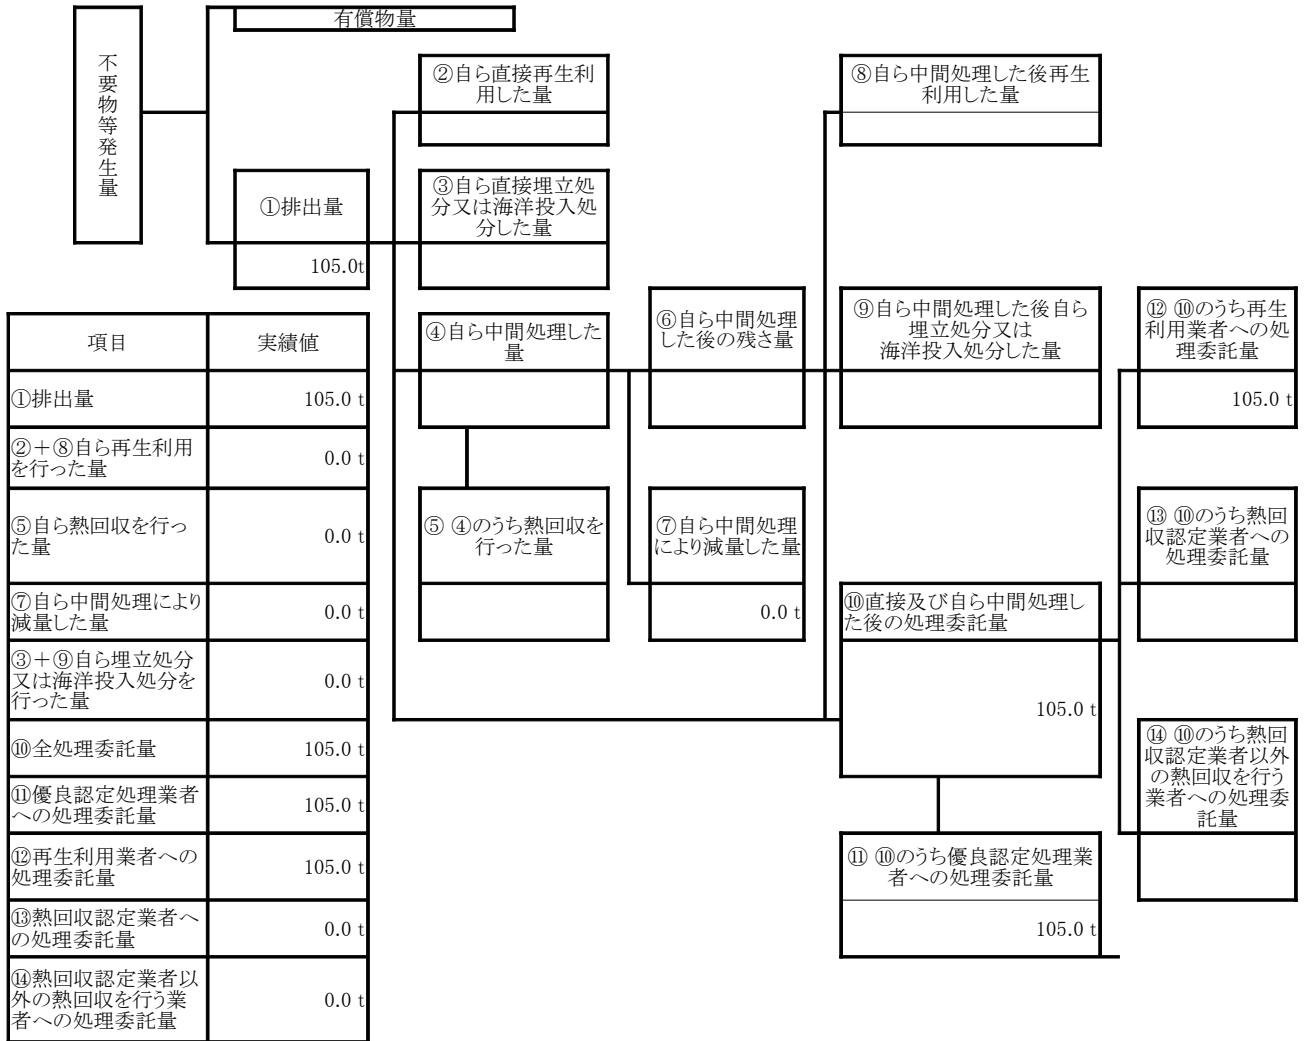 有償物量
不要物等発生量
②自ら直接再生利
用した量
⑧自ら中間処理した後再生
利用した量
①排出量
105.0t
③自ら直接埋立処
分又は海洋投入処
分した量
④自ら中間処理した
量
⑥自ら中間処理
した後の残さ量
⑨自ら中間処理した後自ら
埋立処分又は
海洋投入処分した量
⑫ ⑩のうち再生
利用業者への処
理委託量
105.0 t
⑤ ④のうち熱回収を
行った量
⑦自ら中間処理
により減量した量
0.0 t
⑬ ⑩のうち熱回
収認定業者への
処理委託量
⑩直接及び自ら中間処理し
た後の処理委託量
105.0 t
⑭ ⑩のうち熱回
収認定業者以外
の熱回収を行う
業者への処理委
託量
⑪ ⑩のうち優良認定処理業
者への処理委託量
105.0 t
項目 実績値
①排出量 105.0 t
②＋⑧自ら再生利用
を行った量 0.0 t
⑤自ら熱回収を行っ
た量 0.0 t
⑦自ら中間処理により
減量した量 0.0 t
③＋⑨自ら埋立処分
又は海洋投入処分を
行った量 0.0 t
⑩全処理委託量 105.0 t
⑪優良認定処理業者
への処理委託量 105.0 t
⑫再生利用業者への
処理委託量 105.0 t
⑬熱回収認定業者へ
の処理委託量 0.0 t
⑭熱回収認定業者以
外の熱回収を行う業
者への処理委託量 0.0 t